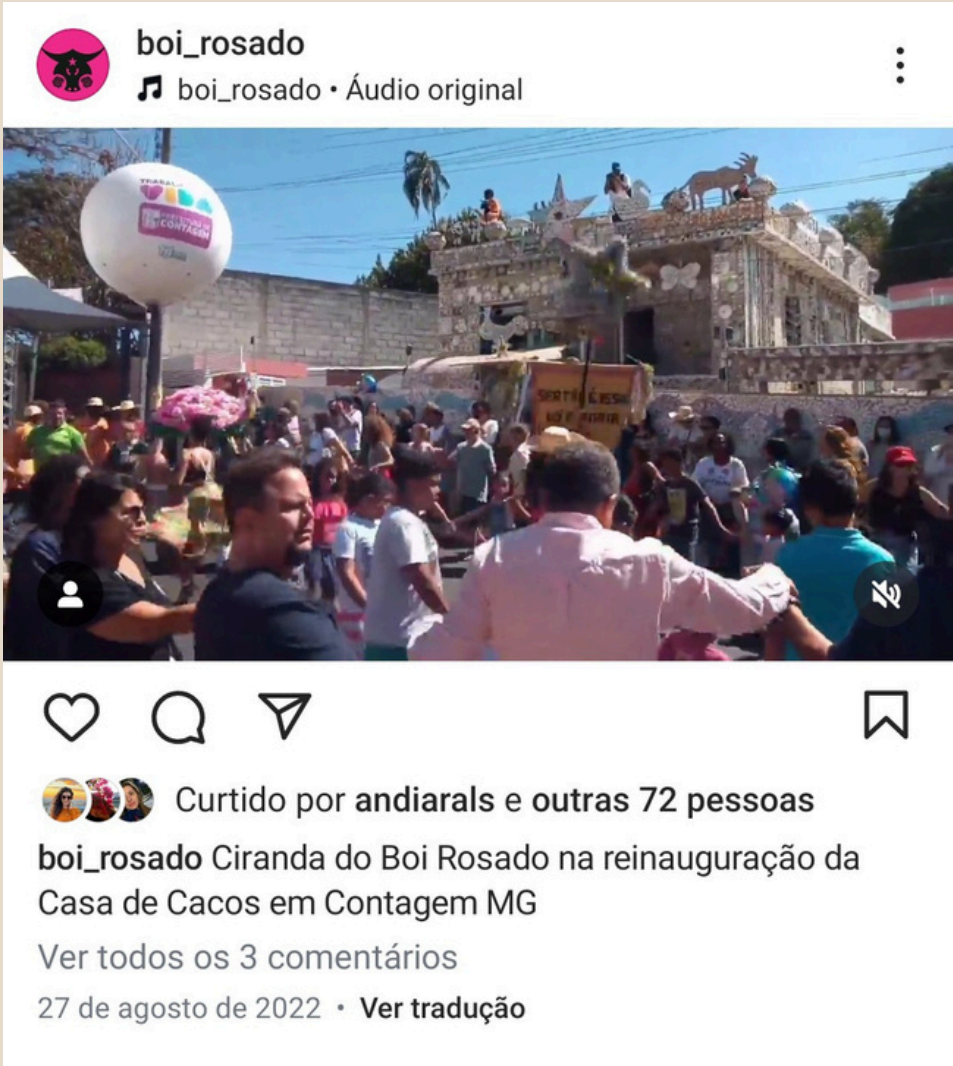 boi_rosado
boi_rosado • Áudio original
VIDA
PREFEITURA DE
CONTAGEM
Curtido por andiarals e outras 72 pessoas
boi_rosado Ciranda do Boi Rosado na reinauguração da
Casa de Cacos em Contagem MG
Ver todos os 3 comentários
27 de agosto de 2022 • Ver tradução